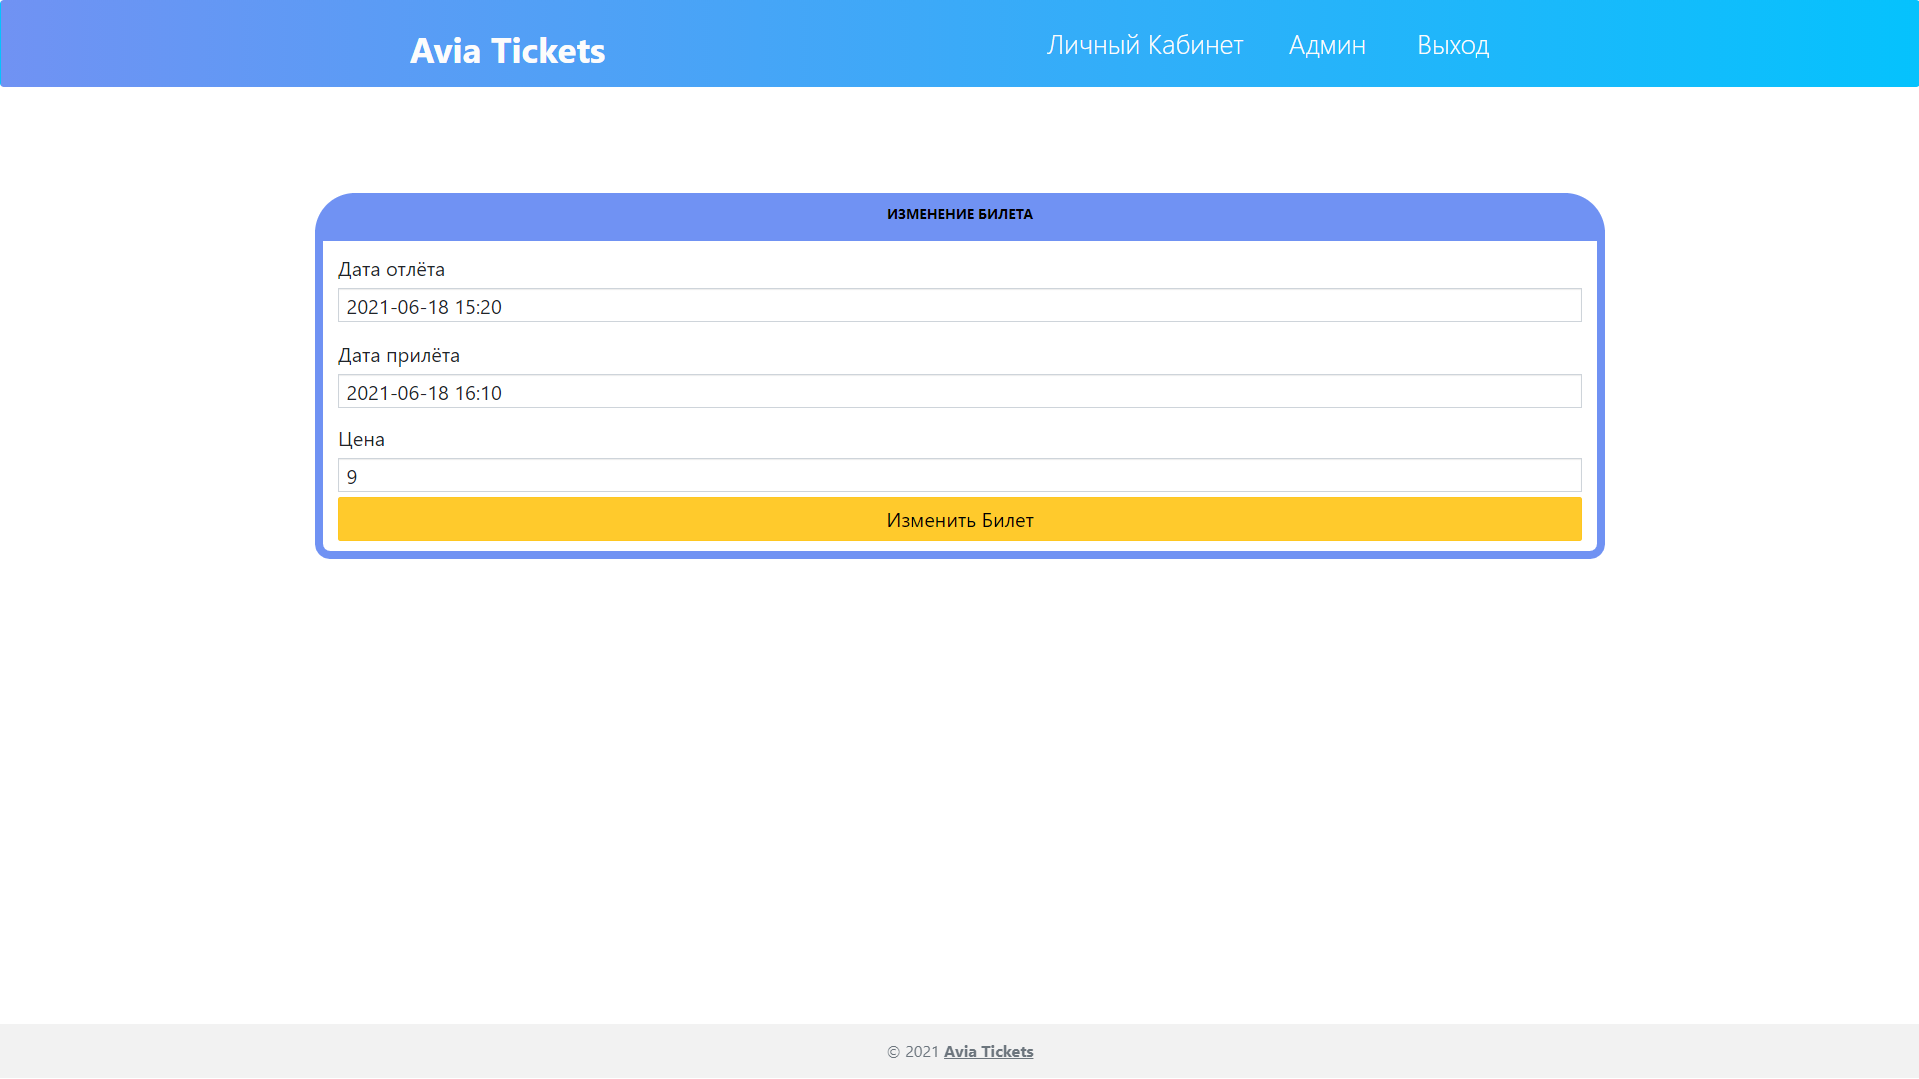 Avia Tickets
Личный Кабинет Админ Выход
ИЗМЕНЕНИЕ БИЛЕТА
Дата отлёта
2021-06-18 15:20
Дата прилёта
2021-06-18 16:10
Цена
9
Изменить Билет
© 2021 Avia Tickets